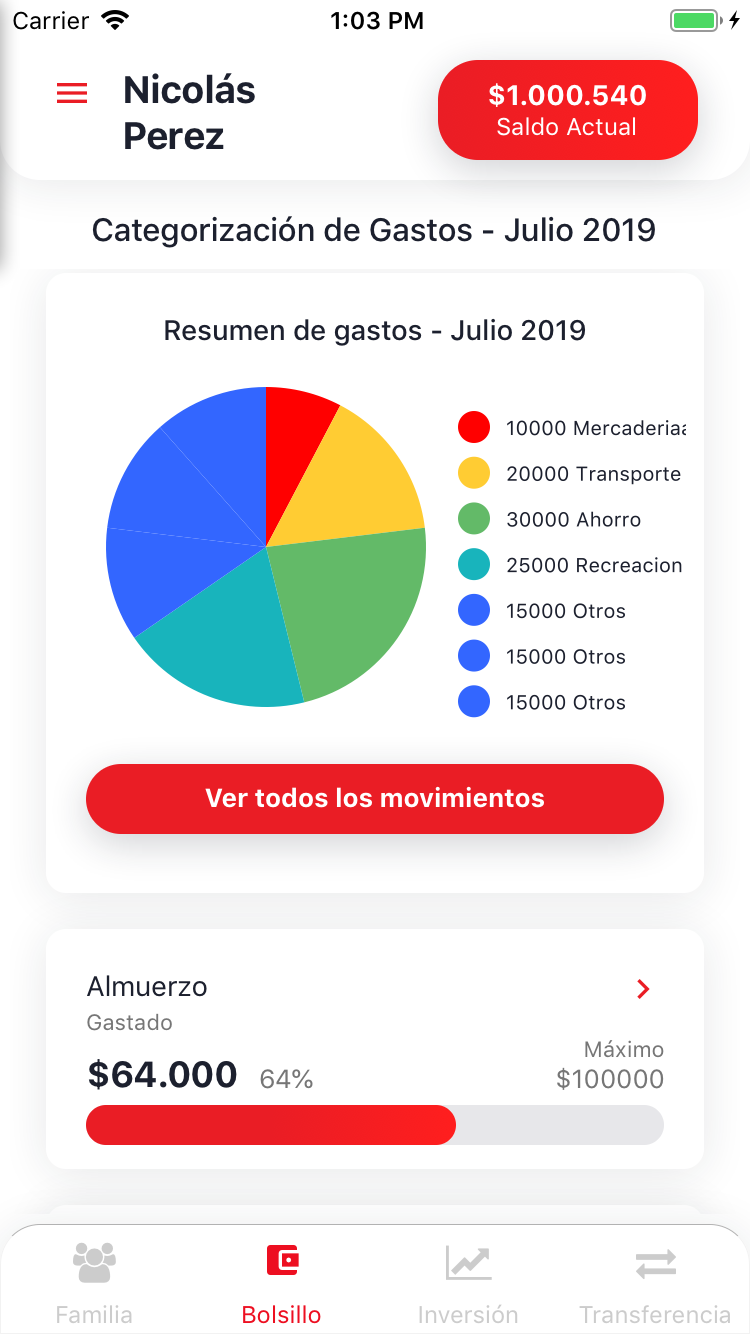 Carrier 1:03 PM
Nicolás
Perez
$1.000.540
Saldo Actual
Categorización de Gastos - Julio 2019
Resumen de gastos - Julio 2019
10000 Mercaderia
20000 Transporte
30000 Ahorro
25000 Recreacion
15000 Otros
15000 Otros
15000 Otros
Ver todos los movimientos
Almuerzo
Gastado
Máximo
$64.000 64% $100000
Familia Bolsillo Inversión Transferencia